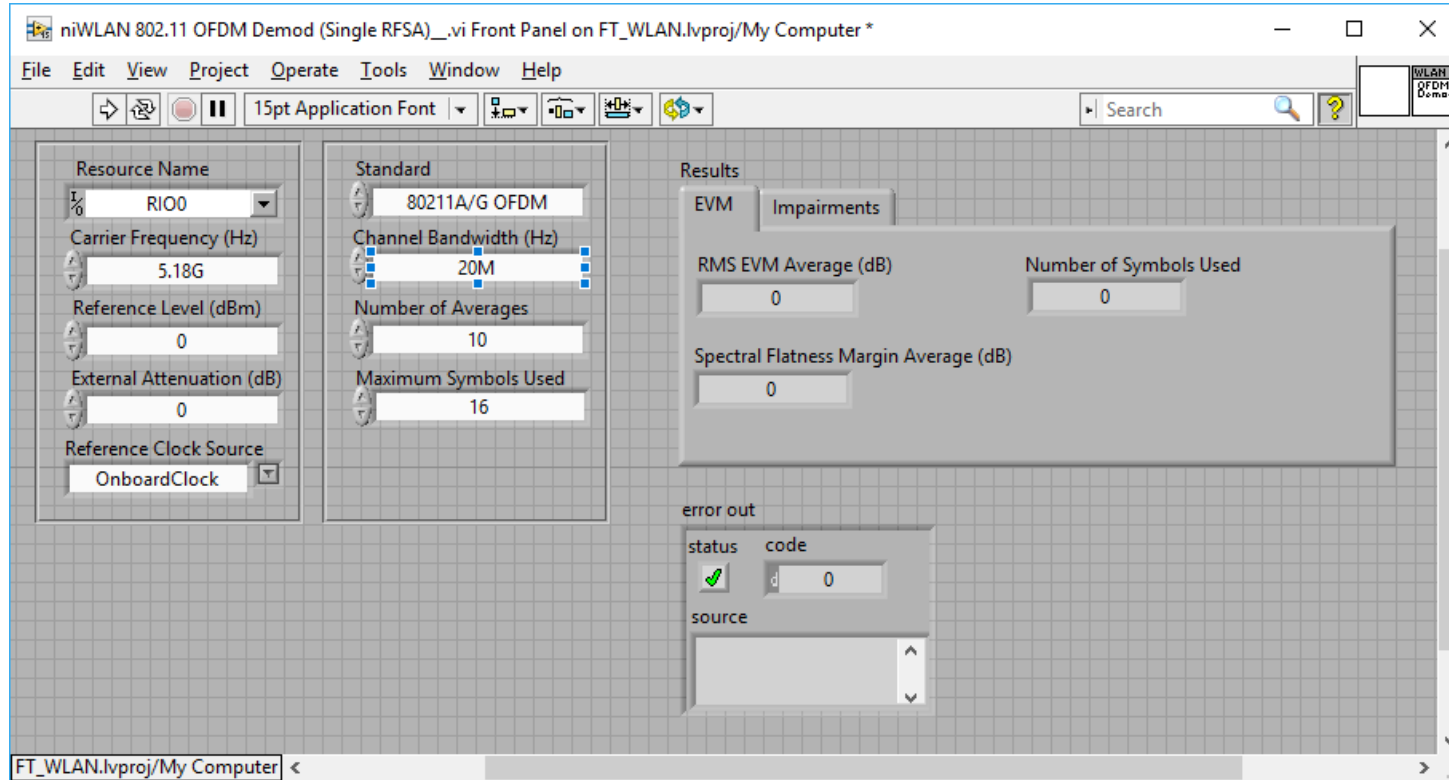 niWLAN 802.11 OFDM Demod (Single RFSA)__.vi Front Panel on FT_WLAN.lvproj/My Computer *
File Edit View Project Operate Tools Window Help
15pt Application Font
Search
WLAN
OFDM
Demo
Resource Name
RIO0
Carrier Frequency (Hz)
5.18G
Reference Level (dBm)
0
External Attenuation (dB)
0
Reference Clock Source
OnboardClock
Standard
80211A/G OFDM
Channel Bandwidth (Hz)
20M
Number of Averages
10
Maximum Symbols Used
16
Results
EVM Impairments
RMS EVM Average (dB)
0
Number of Symbols Used
0
Spectral Flatness Margin Average (dB)
0
error out
status code
d 0
source
FT_WLAN.lvproj/My Computer